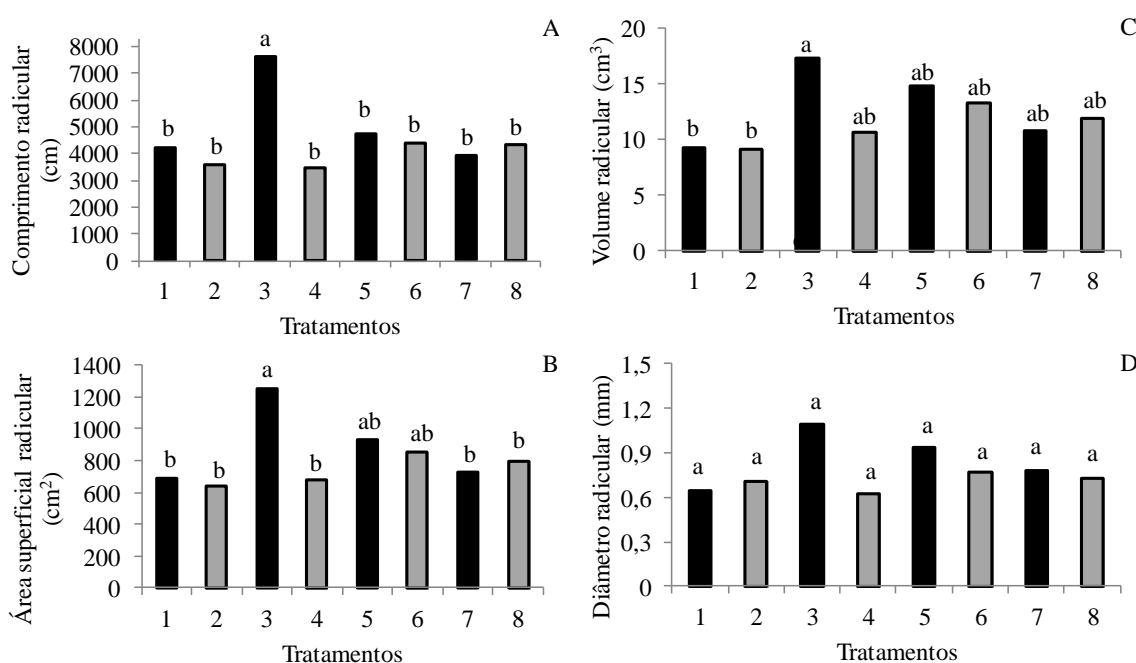 A
Comprimento radicular
(cm)
8000
7000
6000
5000
4000
3000
2000
1000
0
b
b
a
b
b
b
b
b
1 2 3 4 5 6 7 8
Tratamentos
C
Volume radicular (cm³)
20
15
10
5
0
b
b
a
ab
ab
ab
ab
ab
1 2 3 4 5 6 7 8
Tratamentos
B
Área superficial radicular
(cm²)
1400
1200
1000
800
600
400
200
0
b
b
a
b
ab
ab
b
b
1 2 3 4 5 6 7 8
Tratamentos
D
Diâmetro radicular (mm)
1,5
1,2
0,9
0,6
0,3
0
a
a
a
a
a
a
a
a
1 2 3 4 5 6 7 8
Tratamentos